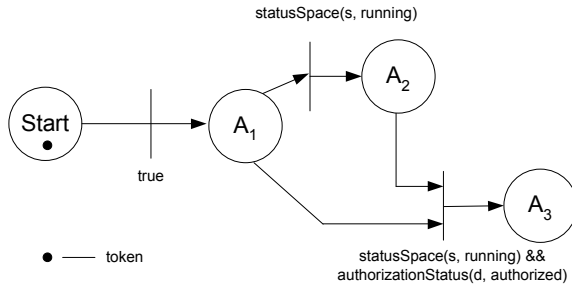 statusSpace(s, running)
Start
A1
A2
true
A3
token
statusSpace(s, running) &&
authorizationStatus(d, authorized)